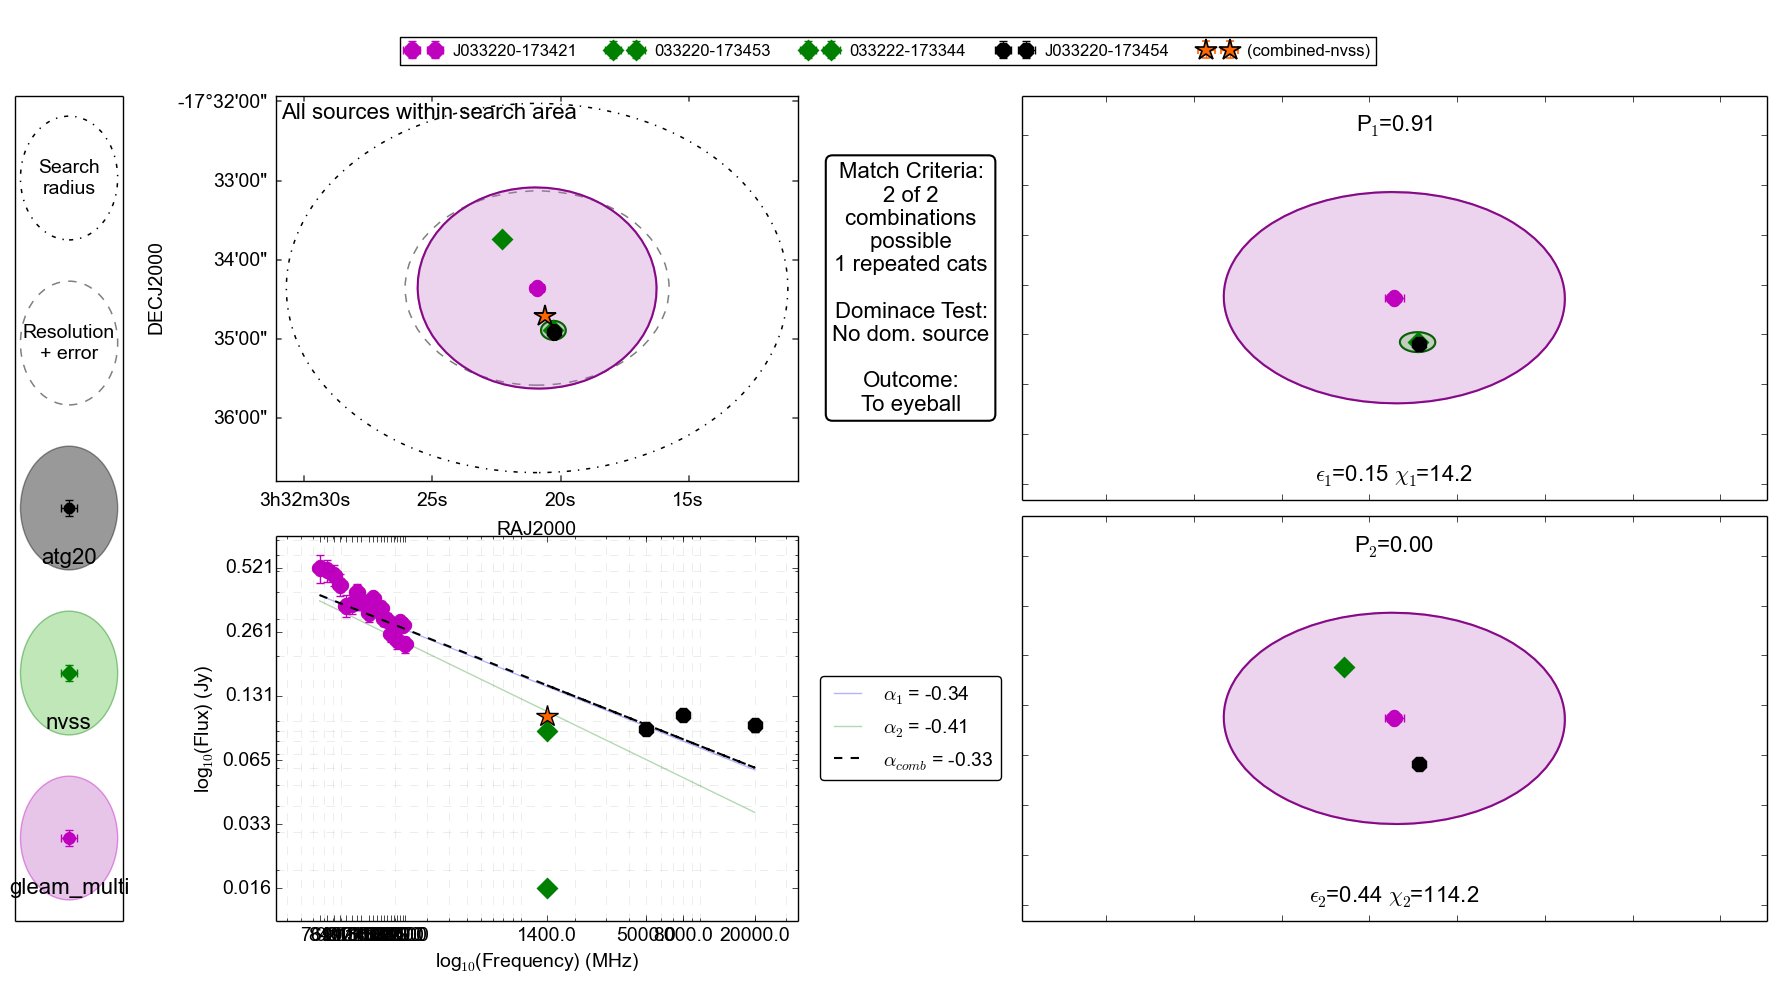 J033220-173421 033220-173453 033222-173344 J033220-173454 (combined-nvss)
Search
radius
Resolution
+ error
atg20
nvss
gleam_multi
All sources within search area
DECJ2000
-17°32'00"
33'00"
34'00"
35'00"
36'00"
3h32m30s 25s 20s 15s
RAJ2000
Match Criteria:
2 of 2
combinations
possible
1 repeated cats
Dominace Test:
No dom. source
Outcome:
To eyeball
P1=0.91
ϵ1=0.15 χ1=14.2
P2=0.00
ϵ2=0.44 χ2=114.2
log10(Flux) (Jy)
0.521
0.261
0.131
0.065
0.033
0.016
1400.0 5000.0 8000.0 20000.0
log10(Frequency) (MHz)
α1 = -0.34
α2 = -0.41
αcomb = -0.33